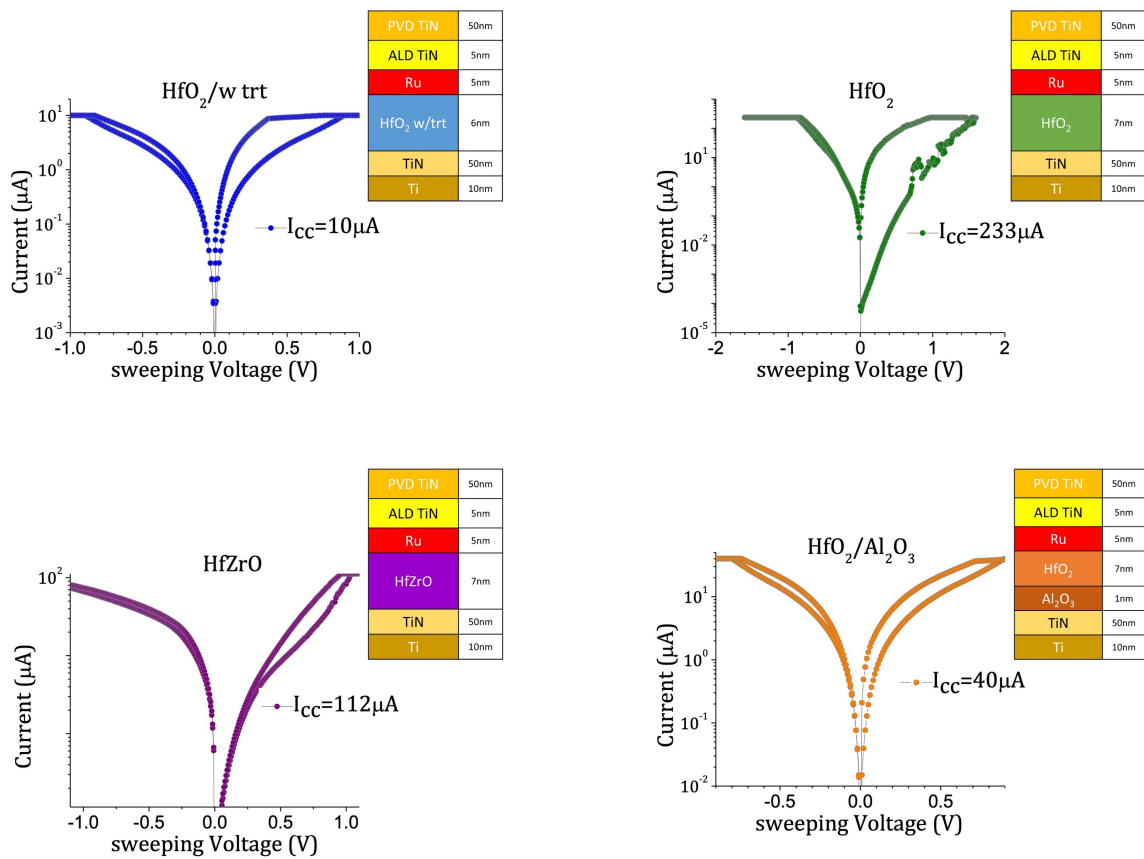 PVD TiN 50nm
ALD TiN 5nm
Ru 5nm
HfO2 w/trt 6nm
TiN 50nm
Ti 10nm
HfO2/w trt
10^1
10^0
10^-1
10^-2
10^-3
Current (μA)
ICC=10μA
-1.0 -0.5 0.0 0.5 1.0
sweeping Voltage (V)
PVD TiN 50nm
ALD TiN 5nm
Ru 5nm
HfO2 7nm
TiN 50nm
Ti 10nm
HfO2
10^1
10^-2
10^-5
Current (μA)
ICC=233μA
-2 -1 0 1 2
sweeping Voltage (V)
PVD TiN 50nm
ALD TiN 5nm
Ru 5nm
HfZrO 7nm
TiN 50nm
Ti 10nm
HfZrO
10^2
Current (μA)
ICC=112μA
-1.0 -0.5 0.0 0.5 1.0
sweeping Voltage (V)
PVD TiN 50nm
ALD TiN 5nm
Ru 5nm
HfO2 7nm
Al2O3 1nm
TiN 50nm
Ti 10nm
HfO2/Al2O3
10^1
10^0
10^-1
10^-2
Current (μA)
ICC=40μA
-0.5 0.0 0.5
sweeping Voltage (V)